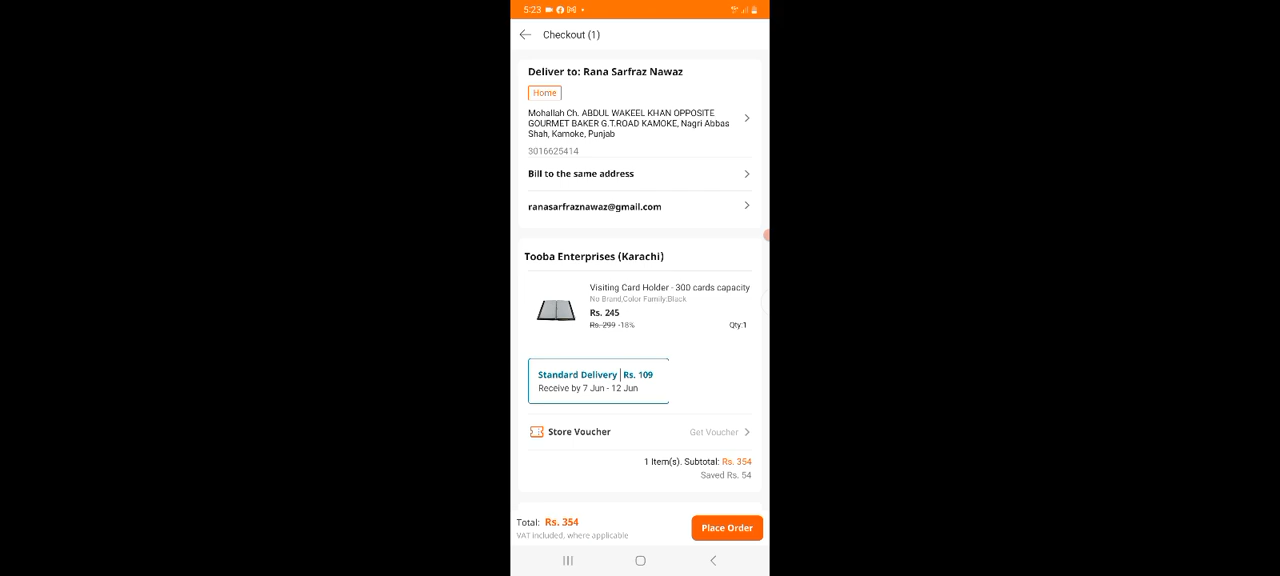 5:23
Checkout (1)
Deliver to: Rana Sarfraz Nawaz
Home
Mohallah Ch. ABDUL WAKEEL KHAN OPPOSITE
GOURMET BAKER G.T.ROAD KAMOKE, Nagri Abbas
Shah, Kamoke, Punjab
3016625414
Bill to the same address
ranasarfraznawaz@gmail.com
Tooba Enterprises (Karachi)
Visiting Card Holder - 300 cards capacity
No Brand,Color Family:Black
Rs. 245
Rs. 299 -18% Qty:1
Standard Delivery | Rs. 109
Receive by 7 Jun - 12 Jun
Store Voucher Get Voucher
1 Item(s). Subtotal: Rs. 354
Saved Rs. 54
Total: Rs. 354
VAT included, where applicable
Place Order